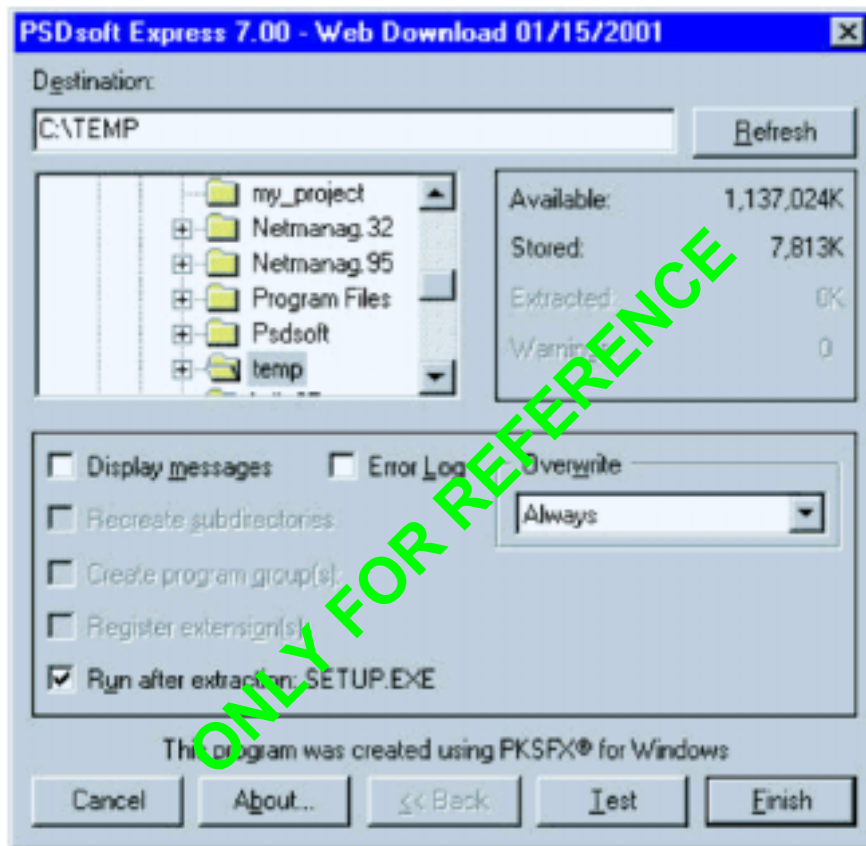 PSDsoft Express 7.00 - Web Download 01/15/2001
Destination:
C:\TEMP
Refresh
my_project
Netmanag.32
Netmanag.95
Program Files
Psdsoft
temp
Available: 1,137,024K
Stored: 7,813K
Extracted: 0K
Warnings: 0
Display messages
Error Log
Overwrite
Always
Recreate subdirectories
Create program group(s)
Register extension(s)
Run after extraction: SETUP.EXE
ONLY FOR REFERENCE
This program was created using PKSFX® for Windows
Cancel
About...
<< Back
Test
Finish